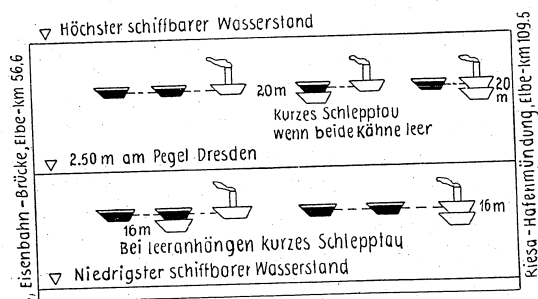 Höchster schiffbarer Wasserstand
Eisenbahn-Brücke, Elbe-km 56,6
20m
20
m
Kurzes Schlepptau
wenn beide Kähne leer
2.50 m am Pegel Dresden
16m
16m
Bei leeranhängen kurzes Schlepptau
Niedrigster schiffbarer Wasserstand
Riesa-Hafenmündung, Elbe-km 109.5